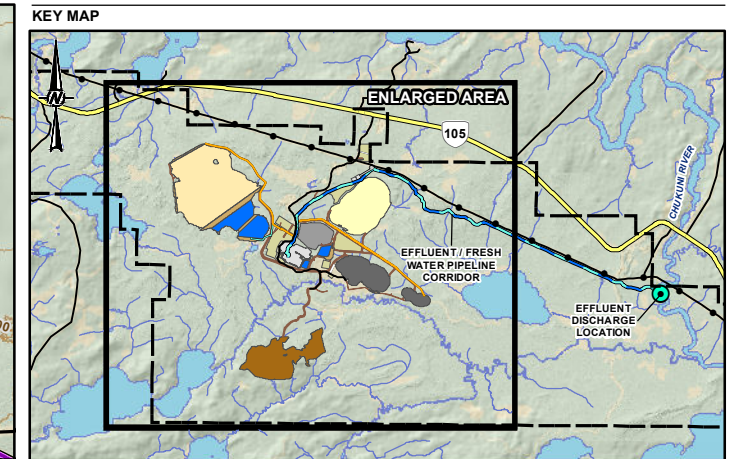 KEY MAP
N
ENLARGED AREA
105
CHUKUNI RIVER
EFFLUENT / FRESH
WATER PIPELINE
CORRIDOR
EFFLUENT
DISCHARGE
LOCATION